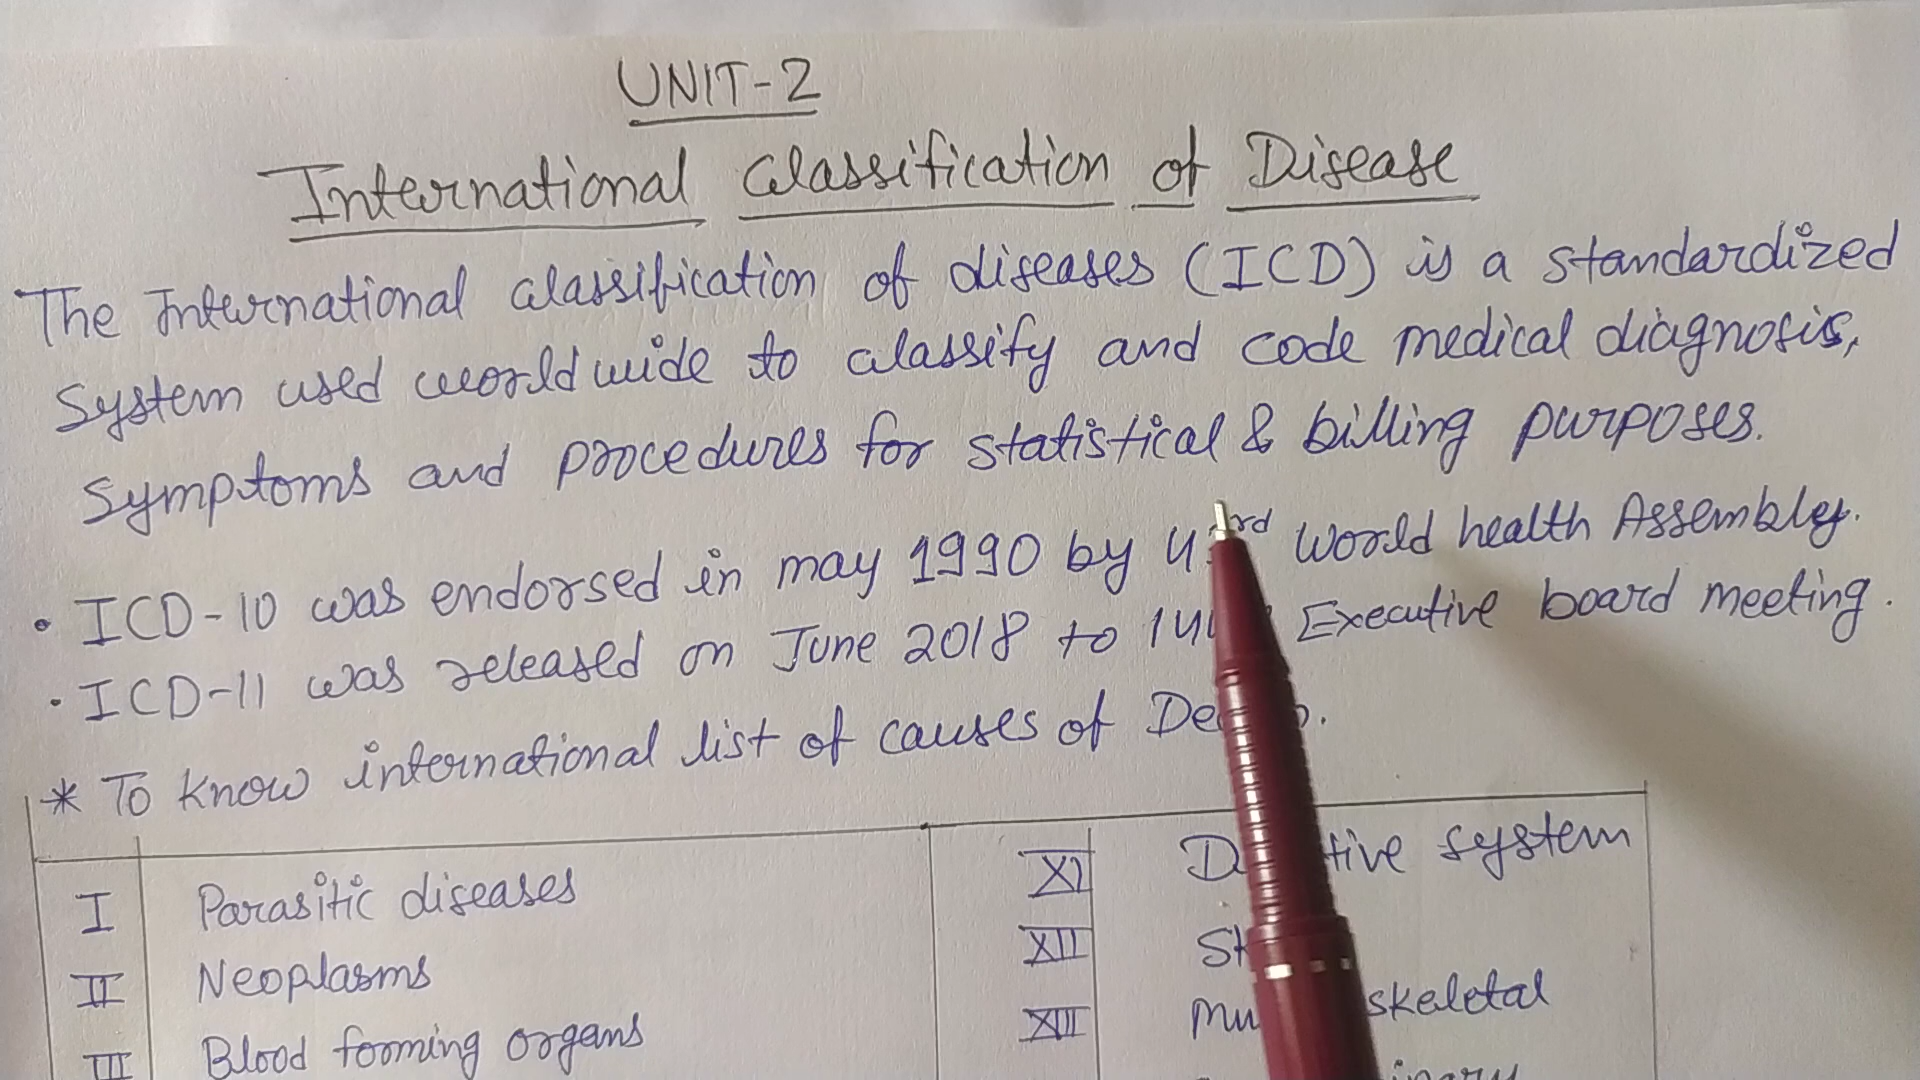 UNIT-2
International Classification of Disease
The International classification of diseases (ICD) is a standardized
System used worldwide to classify and code medical diagnosis,
Symptoms and procedures for statistical & billing purposes.
• ICD-10 was endorsed in may 1990 by World health Assembly.
• ICD-11 was released on June 2018 to Executive board meeting.
* To know international list of causes of
I Parasitic diseases
II Neoplasms
III Blood forming organs
XI system
XII
XIII skeletal